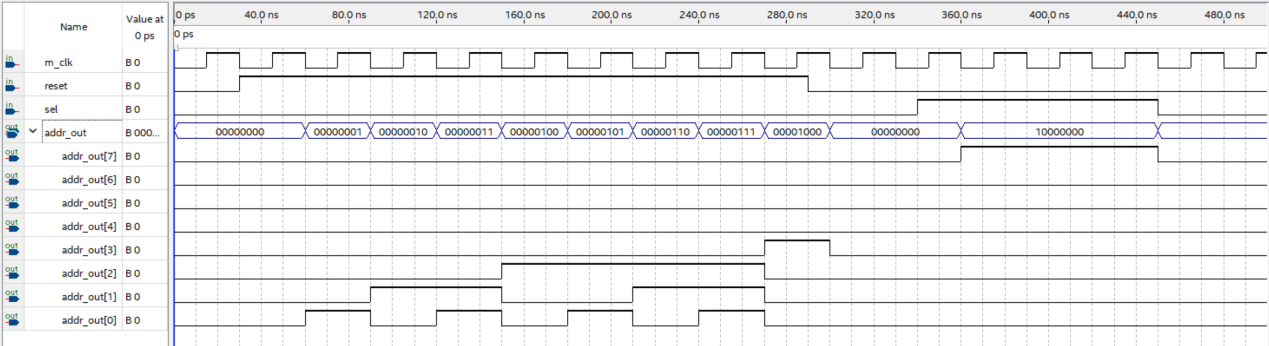 Name
Value at
0 ps
0 ps 40.0 ns 80.0 ns 120.0 ns 160.0 ns 200.0 ns 240.0 ns 280.0 ns 320.0 ns 360.0 ns 400.0 ns 440.0 ns 480.0 ns
0 ps
in m_clk B 0
in reset B 0
in sel B 0
out addr_out B 000... 00000000 00000001 00000010 00000011 00000100 00000101 00000110 00000111 00001000 00000000 10000000
out addr_out[7] B 0
out addr_out[6] B 0
out addr_out[5] B 0
out addr_out[4] B 0
out addr_out[3] B 0
out addr_out[2] B 0
out addr_out[1] B 0
out addr_out[0] B 0